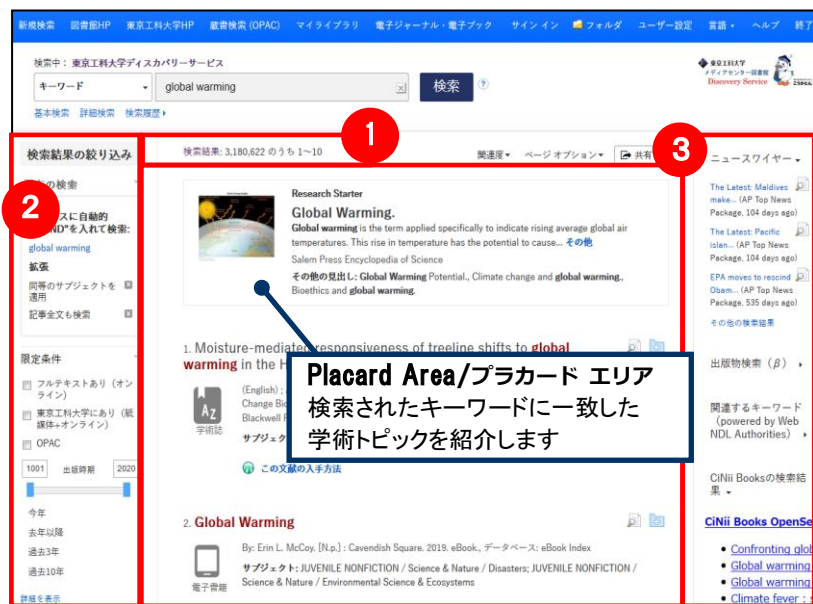 新規検索 図書館HP 東京工科大学HP 蔵書検索 (OPAC) マイライブラリ 電子ジャーナル・電子ブック サイン イン フォルダ ユーザー設定 言語 ヘルプ 終了
検索中: 東京工科大学ディスカバリーサービス
キーワード global warming 検索
基本検索 詳細検索 検索履歴
東京工科大学
メディアセンター図書館
Discovery Service
1
2
3
検索結果の絞り込み
の検索
スに自動的
ND"を入れて検索:
global warming
拡張
同等のサブジェクトを
適用
記事全文も検索
限定条件
フルテキストあり (オン
ライン)
東京工科大学にあり (紙
媒体+オンライン)
OPAC
1001 出版時期 2020
今年
去年以降
過去3年
過去10年
詳細を表示
検索結果: 3,180,622 のうち 1~10
関連度 ページ オプション 共有
Research Starter
Global Warming.
Global warming is the term applied specifically to indicate rising average global air
temperatures. This rise in temperature has the potential to cause... その他
Salem Press Encyclopedia of Science
その他の見出し: Global Warming Potential., Climate change and global warming.,
Bioethics and global warming.
1. Moisture-mediated responsiveness of treeline shifts to global
warming in the H
(English) ;
Change Bio
Blackwell P
学術誌
サブジェク
この文献の入手方法
Placard Area/プラカード エリア
検索されたキーワードに一致した
学術トピックを紹介します
2. Global Warming
By: Erin L. McCoy. [N.p.] : Cavendish Square. 2019. eBook., データベース: eBook Index
サブジェクト: JUVENILE NONFICTION / Science & Nature / Disasters; JUVENILE NONFICTION /
Science & Nature / Environmental Science & Ecosystems
電子書籍
ニュースワイヤー
The Latest: Maldives
make... (AP Top News
Package, 104 days ago)
The Latest: Pacific
islan... (AP Top News
Package, 104 days ago)
EPA moves to rescind
Obam... (AP Top News
Package, 535 days ago)
その他の検索結果
出版物検索 (β)
関連するキーワード
(powered by Web
NDL Authorities)
CiNii Booksの検索結
果
CiNii Books OpenSe
Confronting glob
Global warming
Global warming
Climate fever : s